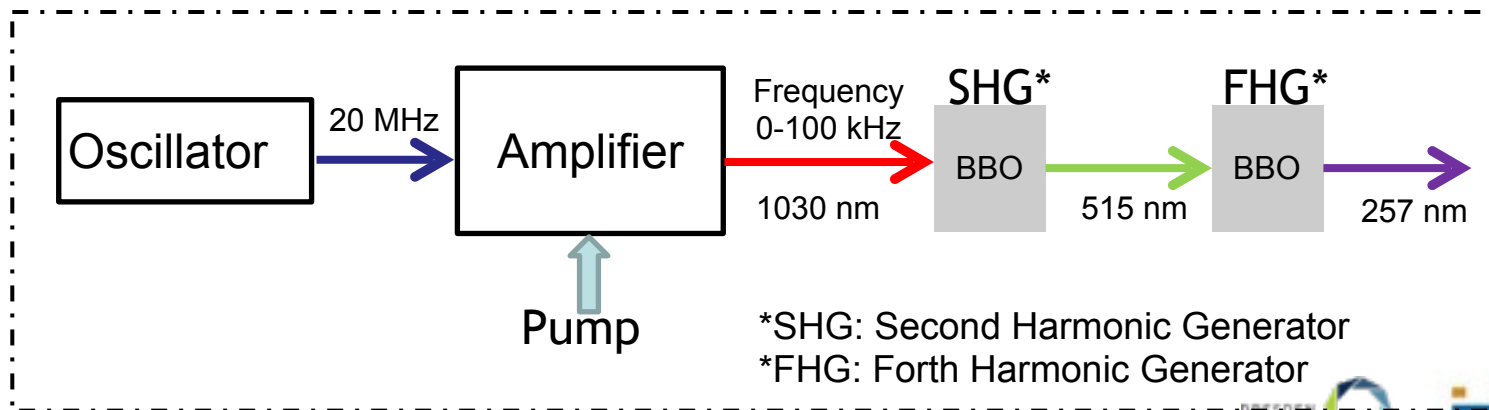 Oscillator
20 MHz
Amplifier
Pump
Frequency
0-100 kHz
1030 nm
SHG*
BBO
515 nm
FHG*
BBO
257 nm
*SHG: Second Harmonic Generator
*FHG: Forth Harmonic Generator